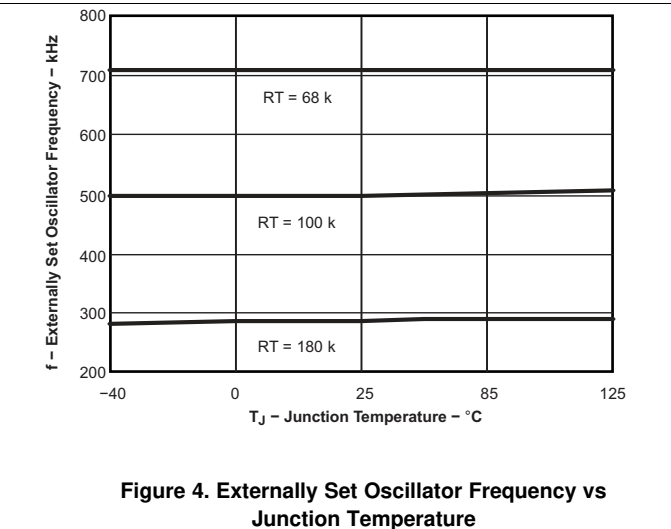 800
700
600
500
400
300
200
f − Externally Set Oscillator Frequency − kHz
RT = 68 k
RT = 100 k
RT = 180 k
−40 0 25 85 125
TJ − Junction Temperature − °C
Figure 4. Externally Set Oscillator Frequency vs
Junction Temperature